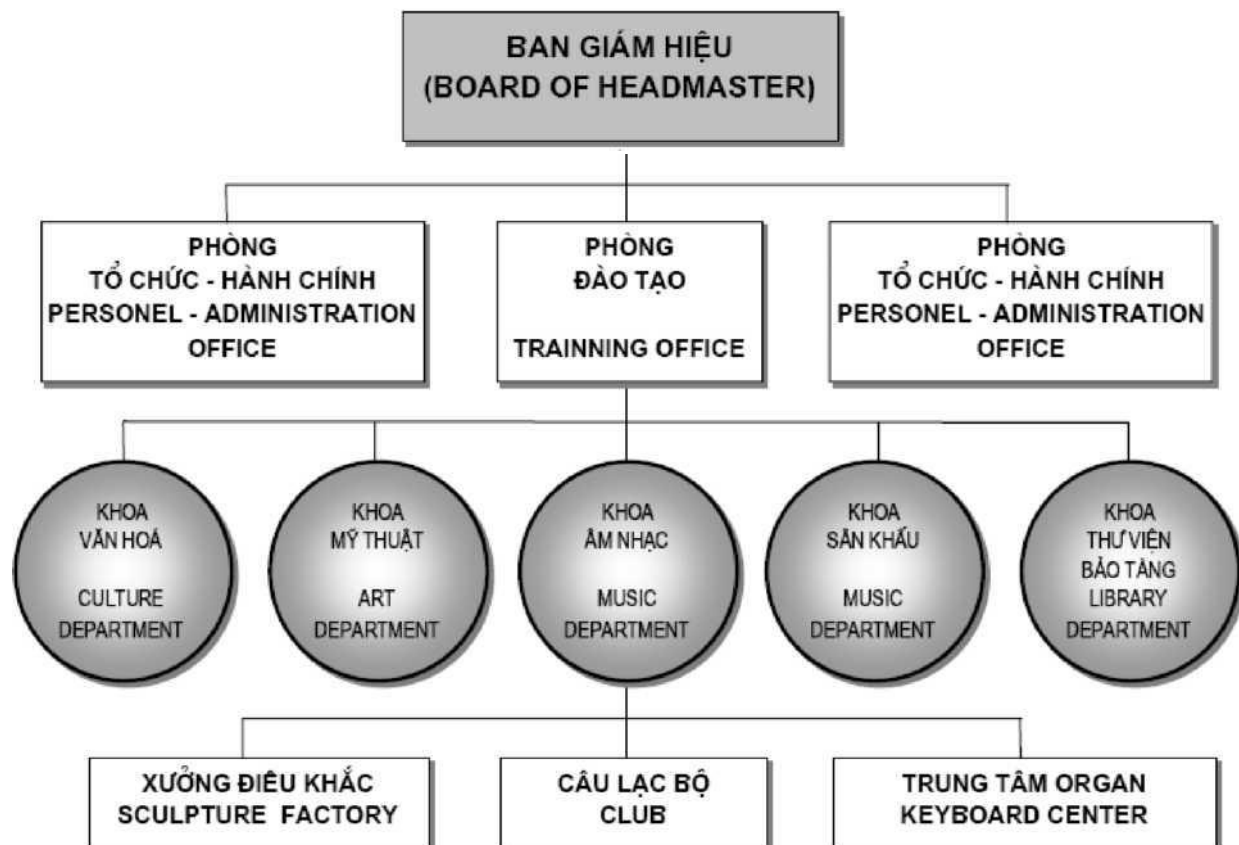 BAN GIÁM HIỆU
(BOARD OF HEADMASTER)
PHÒNG
TỔ CHỨC - HÀNH CHÍNH
PERSONEL - ADMINISTRATION
OFFICE
PHÒNG
ĐÀO TẠO
TRAINNING OFFICE
PHÒNG
TỔ CHỨC - HÀNH CHÍNH
PERSONEL - ADMINISTRATION
OFFICE
KHOA
VĂN HOÁ
CULTURE
DEPARTMENT
KHOA
MỸ THUẬT
ART
DEPARTMENT
KHOA
ÂM NHẠC
MUSIC
DEPARTMENT
KHOA
SÂN KHẤU
MUSIC
DEPARTMENT
KHOA
THƯ VIỆN
BẢO TÀNG
LIBRARY
DEPARTMENT
XƯỞNG ĐIÊU KHẮC
SCULPTURE FACTORY
CÂU LẠC BỘ
CLUB
TRUNG TÂM ORGAN
KEYBOARD CENTER